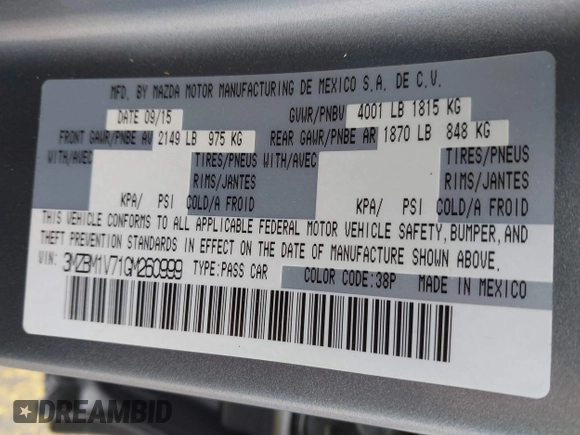 MFD. BY MAZDA MOTOR MANUFACTURING DE MEXICO S.A. DE C.V.
DATE 09/15 GVWR/PNBV 4001 LB 1815 KG
FRONT GAWR/PNBE AV 2149 LB 975 KG REAR GAWR/PNBE AR 1870 LB 848 KG
WITH/AVEC TIRES/PNEUS WITH/AVEC TIRES/PNEUS
RIMS/JANTES RIMS/JANTES
KPA/ PSI COLD/A FROID KPA/ PSI COLD/A FROID
THIS VEHICLE CONFORMS TO ALL APPLICABLE FEDERAL MOTOR VEHICLE SAFETY, BUMPER, AND
THEFT PREVENTION STANDARDS IN EFFECT ON THE DATE OF MANUFACTURE SHOWN ABOVE.
VIN: 3MZBM1V71GM260999 TYPE:PASS CAR COLOR CODE:38P MADE IN MEXICO
DREAMBID